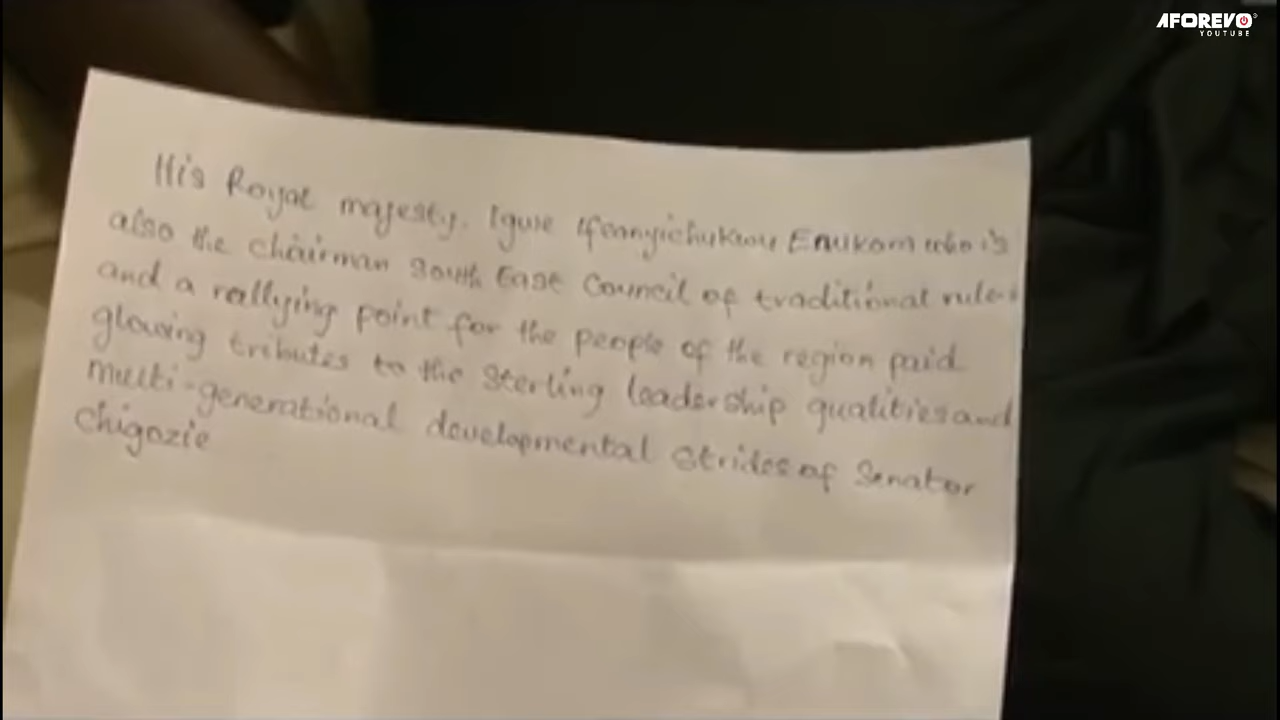 AFOREVO
YOUTUBE
His Royal majesty. Igwe Ifeanyichukwu Enukom who is
also the chairman South East Council of traditional rulers
and a rallying point for the people of the region paid
glowing tributes to the Sterling leadership qualities and
multi-generational developmental strides of Senator
Chigozie